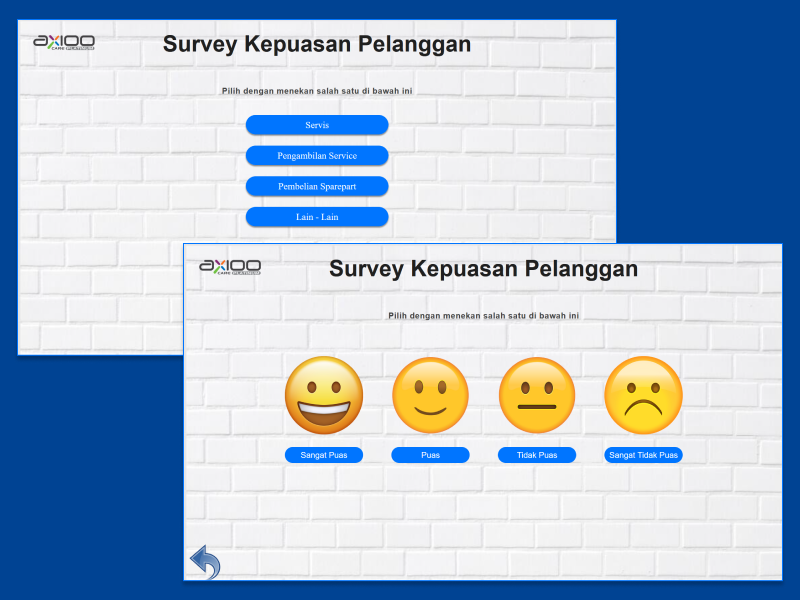 axioo
CARE PLATINUM
Survey Kepuasan Pelanggan
Pilih dengan menekan salah satu di bawah ini
Servis
Pengambilan Service
Pembelian Sparepart
Lain - Lain
axioo
CARE PLATINUM
Survey Kepuasan Pelanggan
Pilih dengan menekan salah satu di bawah ini
Sangat Puas
Puas
Tidak Puas
Sangat Tidak Puas